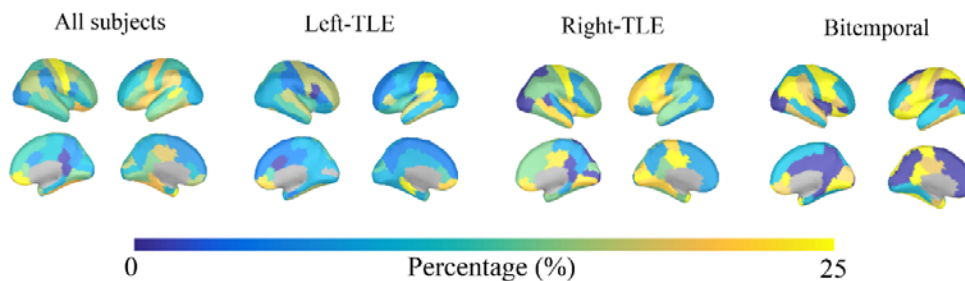 All subjects Left-TLE Right-TLE Bitemporal
0 Percentage (%) 25